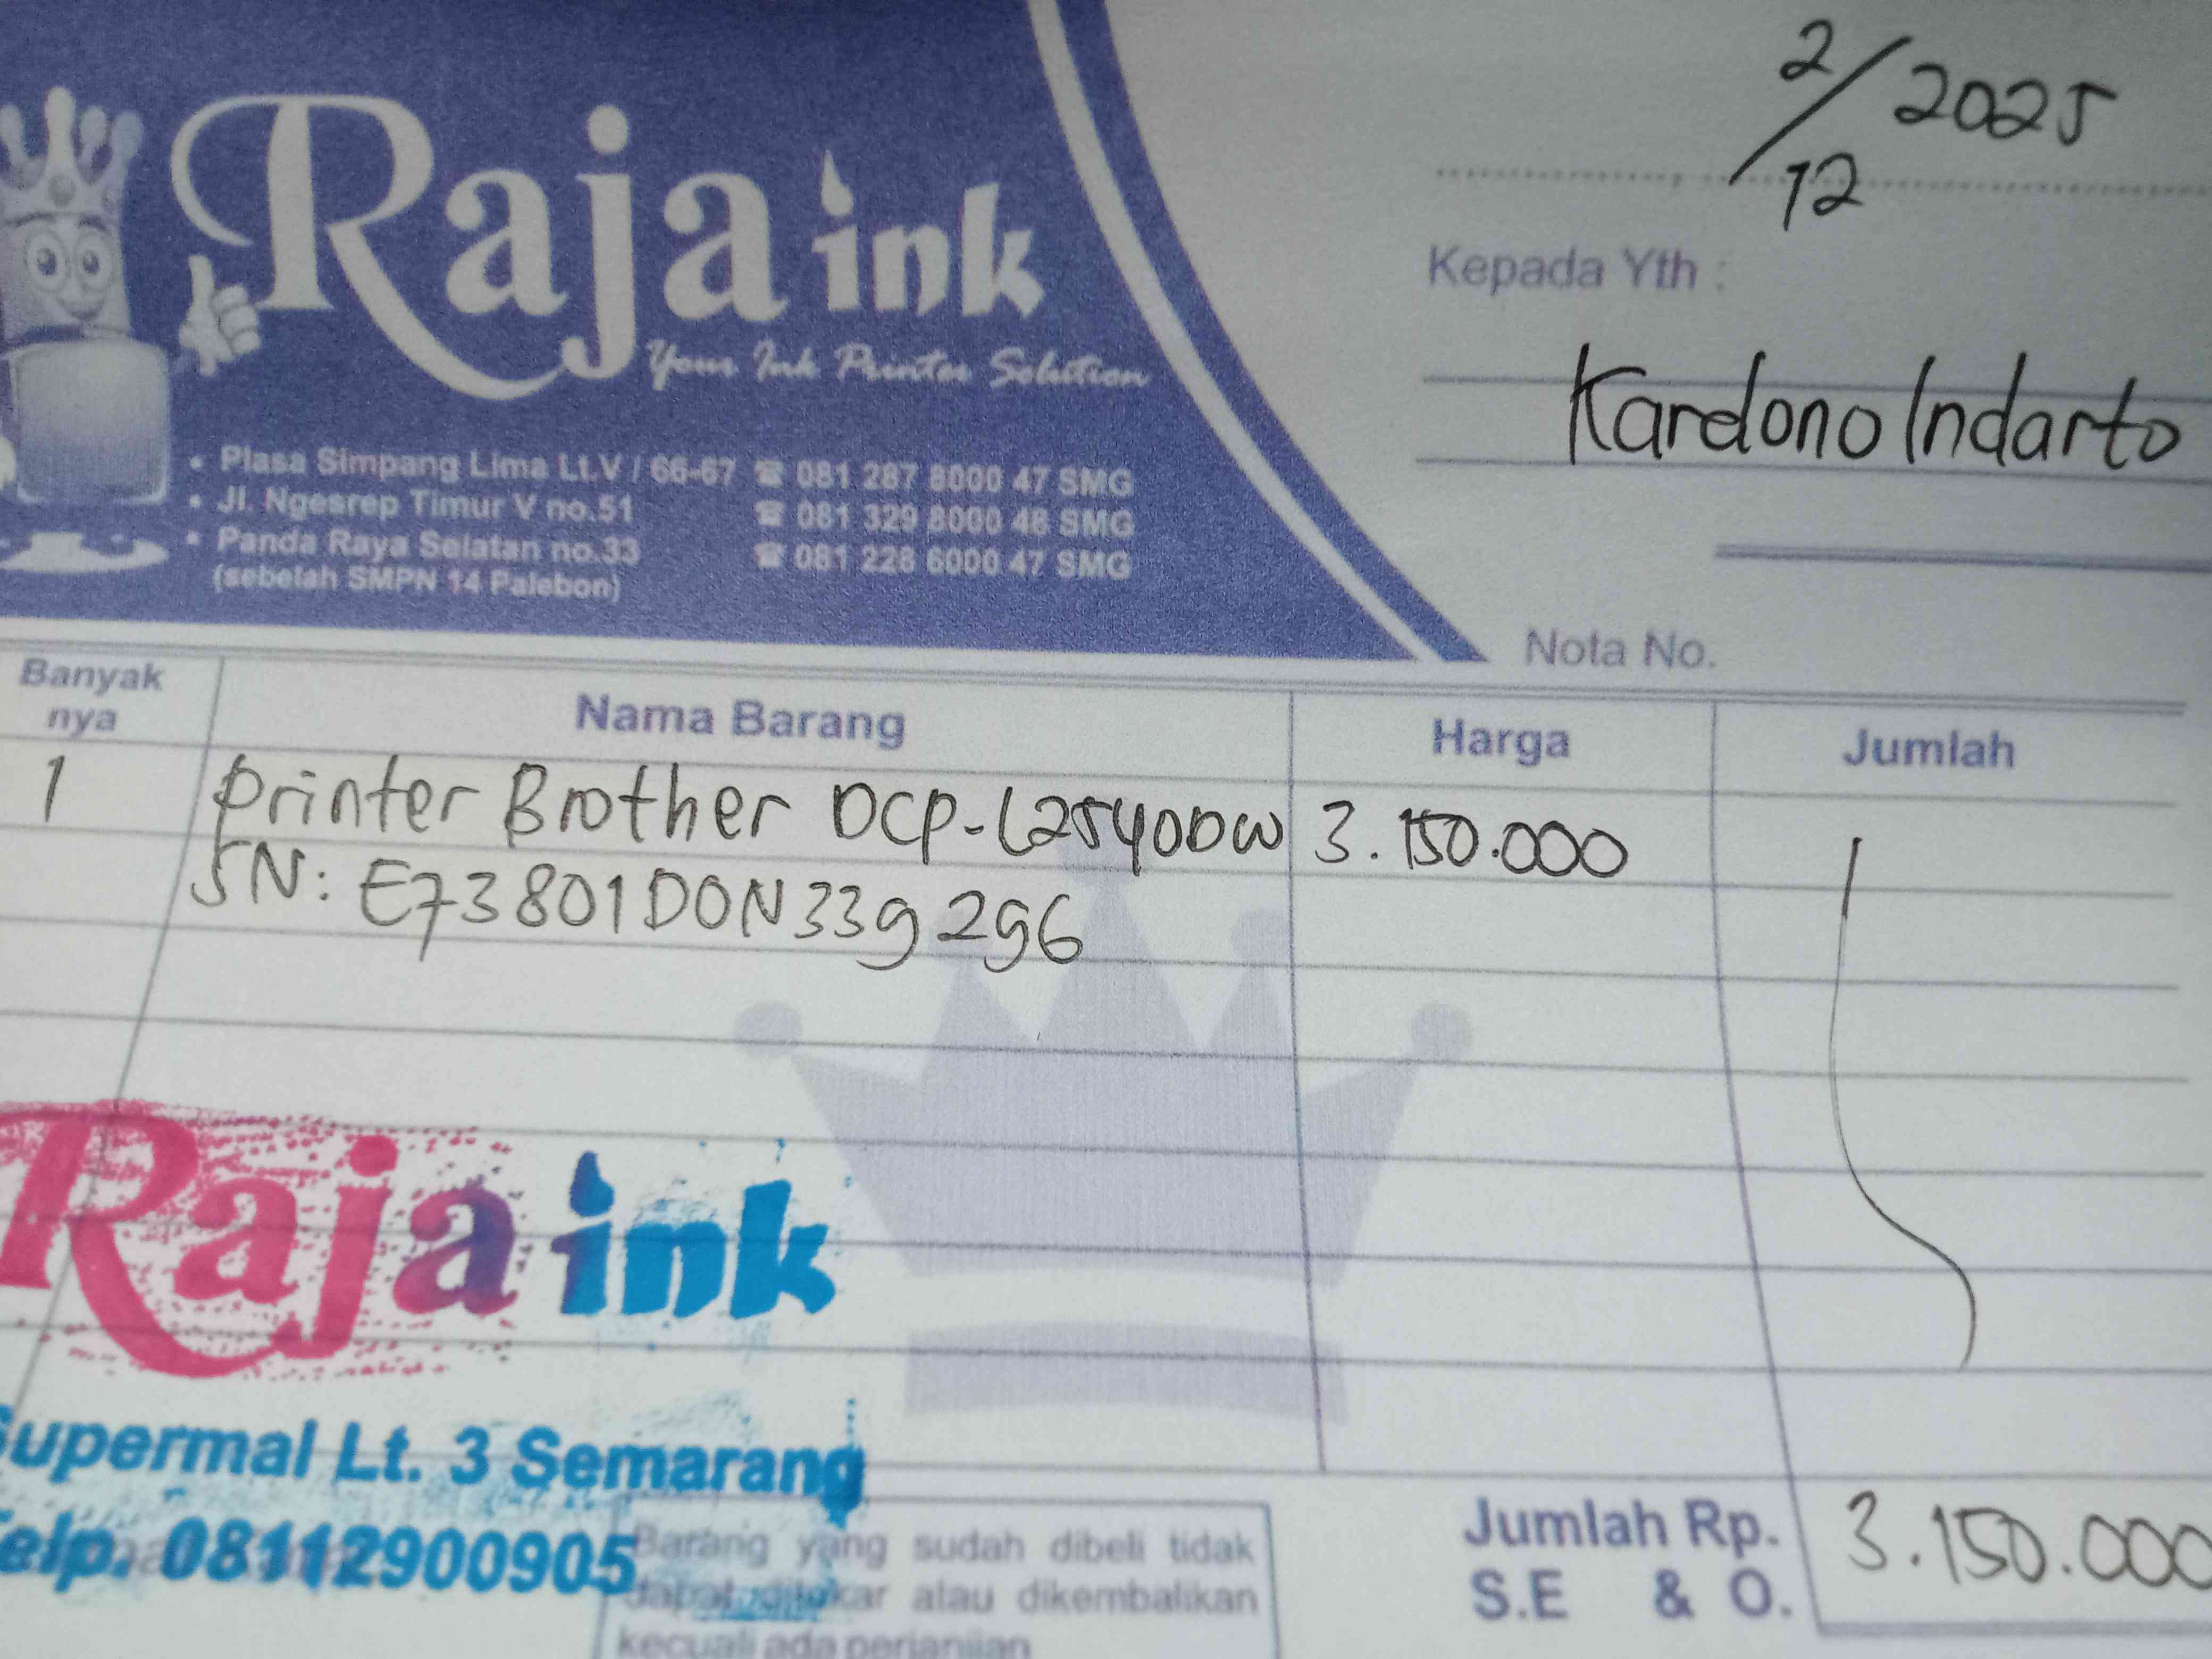 Raja ink
Your Ink Printer Solution
• Plasa Simpang Lima Lt.V / 66-67 ☎ 081 287 8000 47 SMG
• Jl. Ngesrep Timur V no.51 ☎ 081 329 8000 48 SMG
• Panda Raya Selatan no.33 ☎ 081 228 6000 47 SMG
(sebelah SMPN 14 Palebon)
2/12 2025
Kepada Yth :
Kardono Indarto
Nota No.
Banyak nya Nama Barang Harga Jumlah
1 Printer Brother DCP-L2540DW 3.150.000
SN: E73801D0N339296
Raja ink
Supermal Lt. 3 Semarang
Telp. 08112900905
Barang yang sudah dibeli tidak
dapat ditukar atau dikembalikan
kecuali ada perjanjian
Jumlah Rp. 3.150.000
S.E & O.